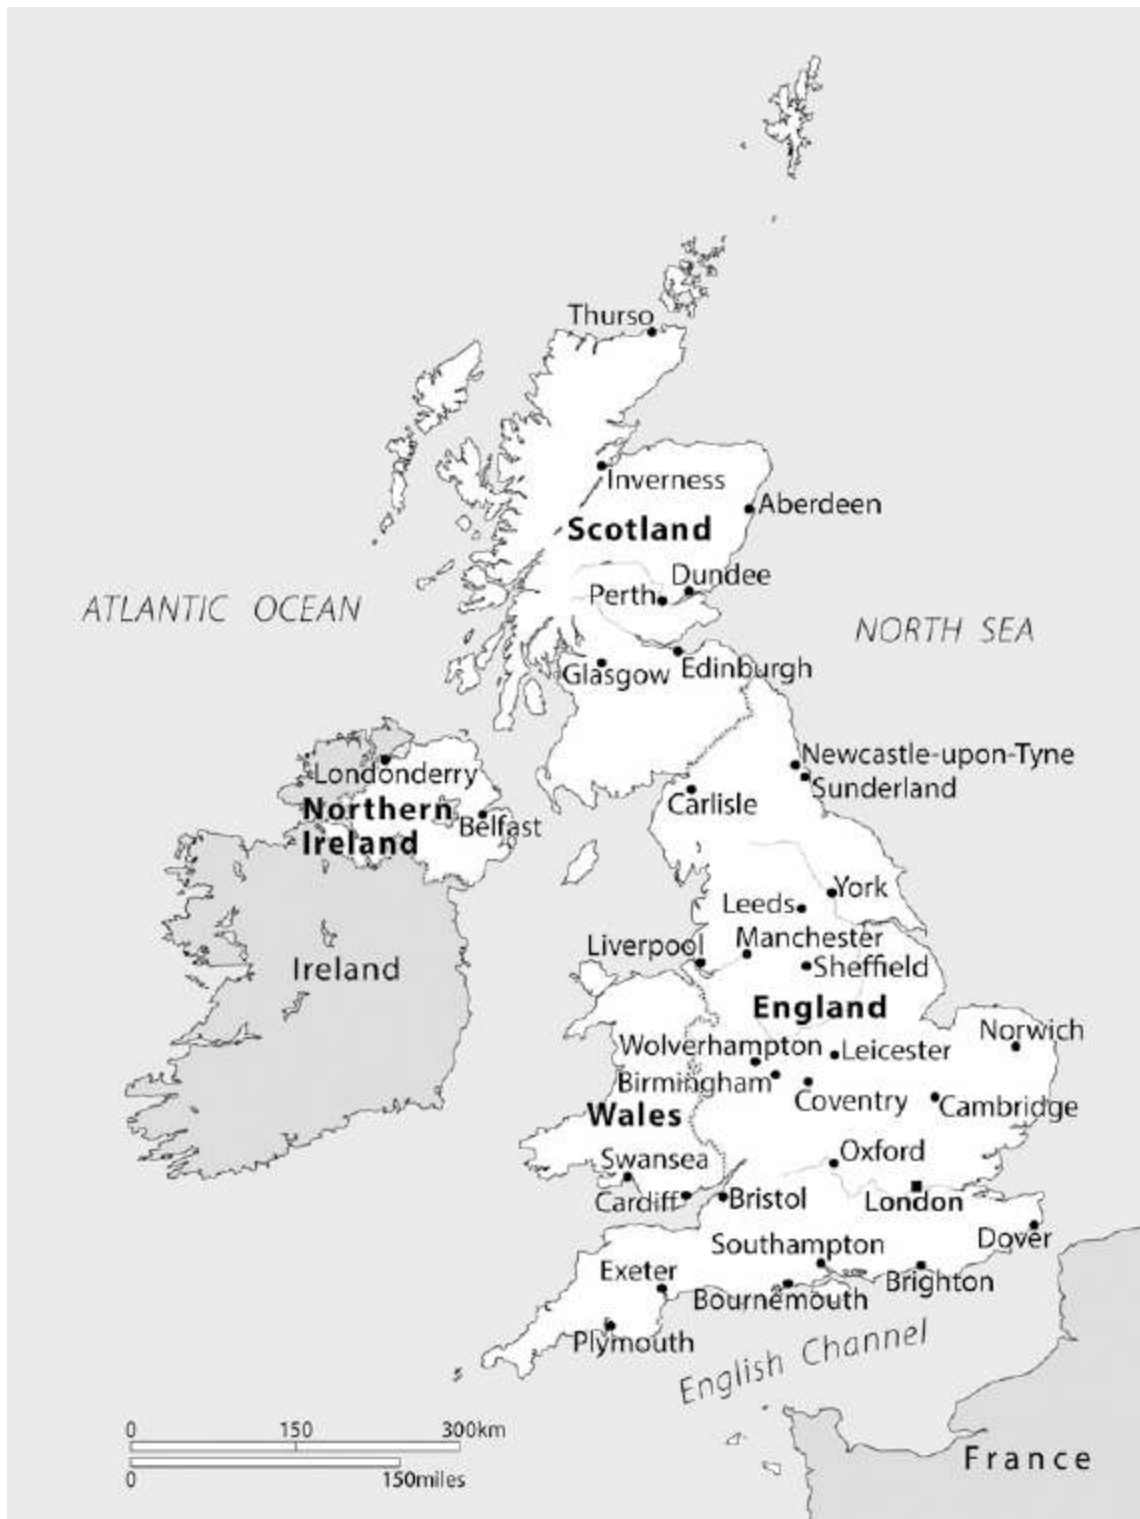 Thurso
Inverness
Aberdeen
Scotland
Dundee
Perth
ATLANTIC OCEAN
NORTH SEA
Edinburgh
Glasgow
Newcastle-upon-Tyne
Londonderry
Sunderland
Carlisle
Northern
Ireland
Belfast
York
Leeds
Manchester
Liverpool
Sheffield
Ireland
England
Norwich
Wolverhampton
Leicester
Birmingham
Coventry
Cambridge
Wales
Oxford
Swansea
Cardiff
Bristol
London
Dover
Southampton
Exeter
Brighton
Bournemouth
Plymouth
English Channel
0 150 300km
0 150miles
France